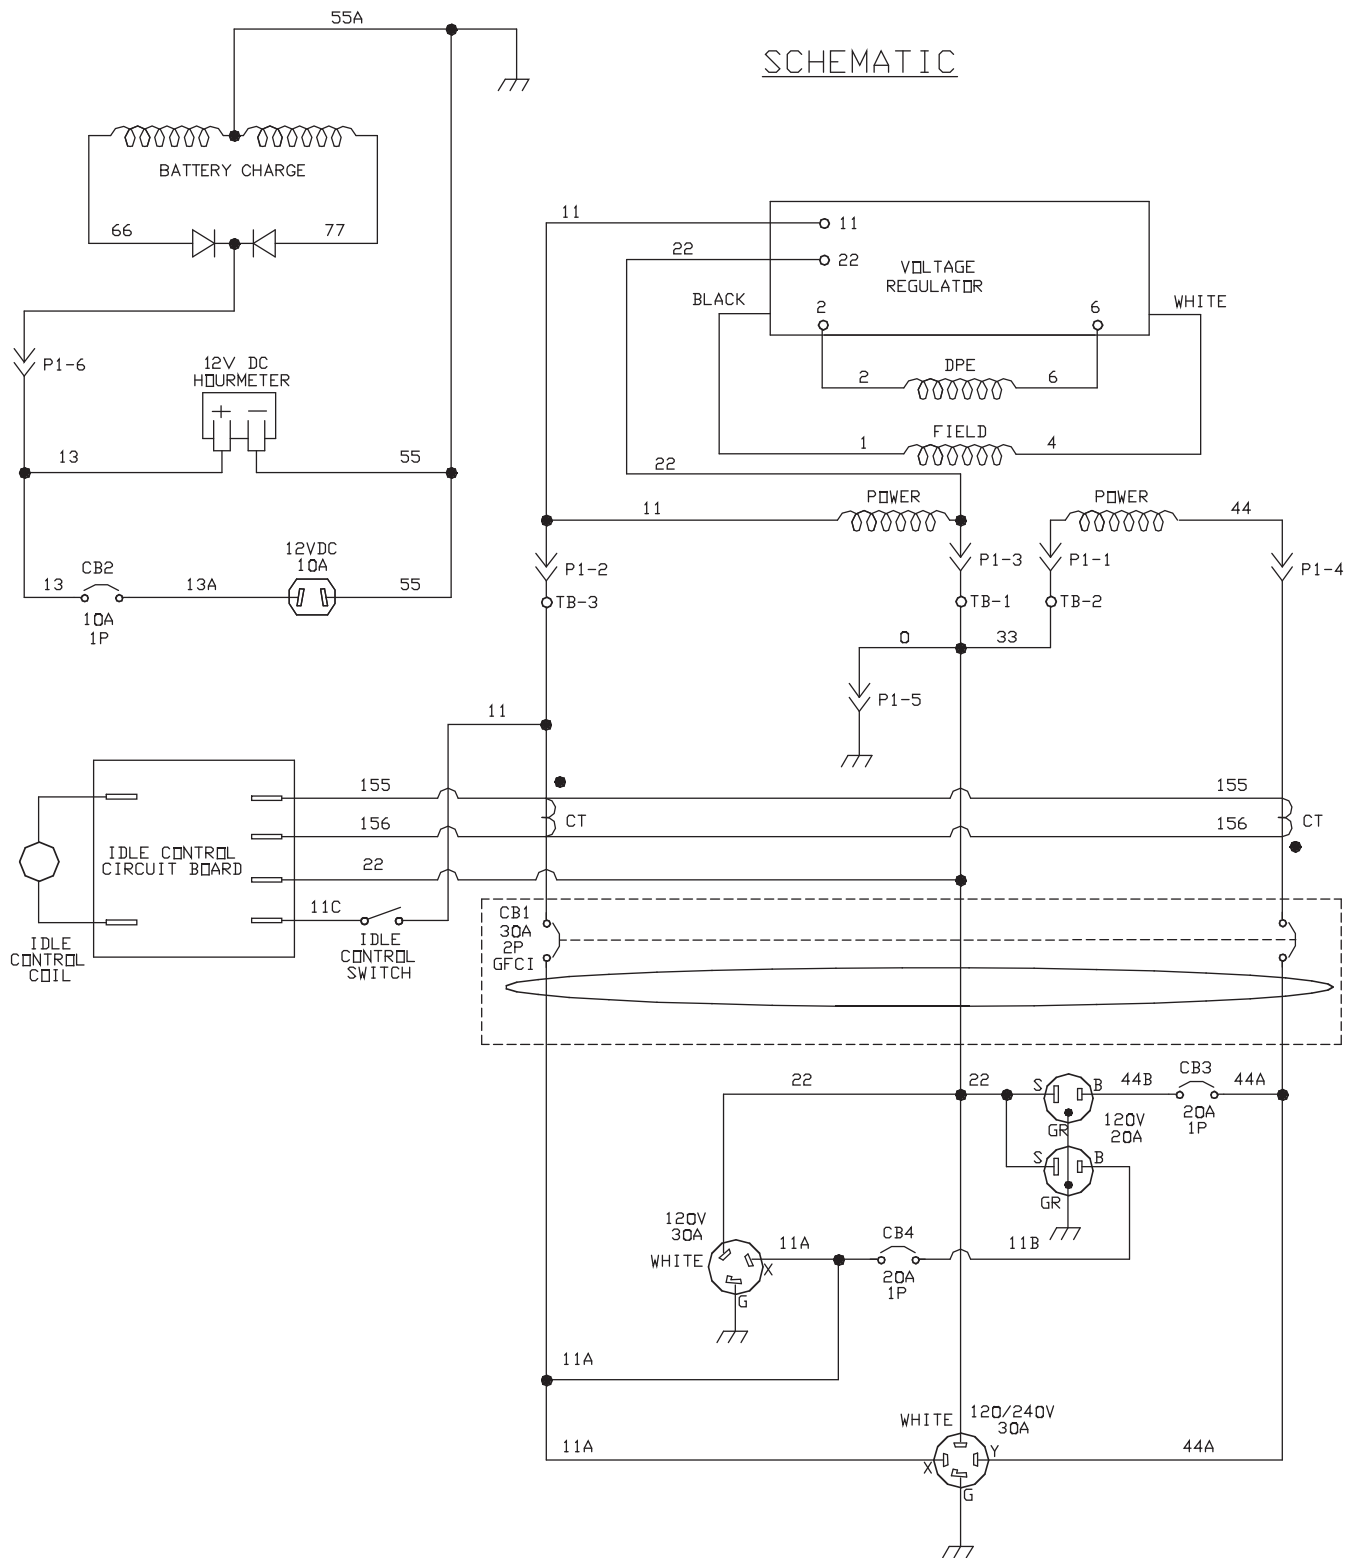 55A
SCHEMATIC
BATTERY CHARGE
66
77
11
11
22
22
VOLTAGE
REGULATOR
BLACK
WHITE
2
6
P1-6
12V DC
HOURMETER
+ −
DPE
2
6
FIELD
1
4
13
55
22
POWER
POWER
11
44
12VDC
10A
CB2
13
13A
55
10A
1P
P1-2
P1-3
P1-1
P1-4
TB-3
TB-1
TB-2
0
33
P1-5
11
155
155
156
CT
156
CT
IDLE CONTROL
CIRCUIT BOARD
22
11C
CB1
30A
2P
GFCI
IDLE
CONTROL
COIL
IDLE
CONTROL
SWITCH
22
22
S
B
44B
CB3
44A
20A
1P
120V
20A
GR
S
B
GR
120V
30A
WHITE
11A
X
G
CB4
20A
1P
11B
11A
WHITE
120/240V
30A
11A
X
Y
44A
G